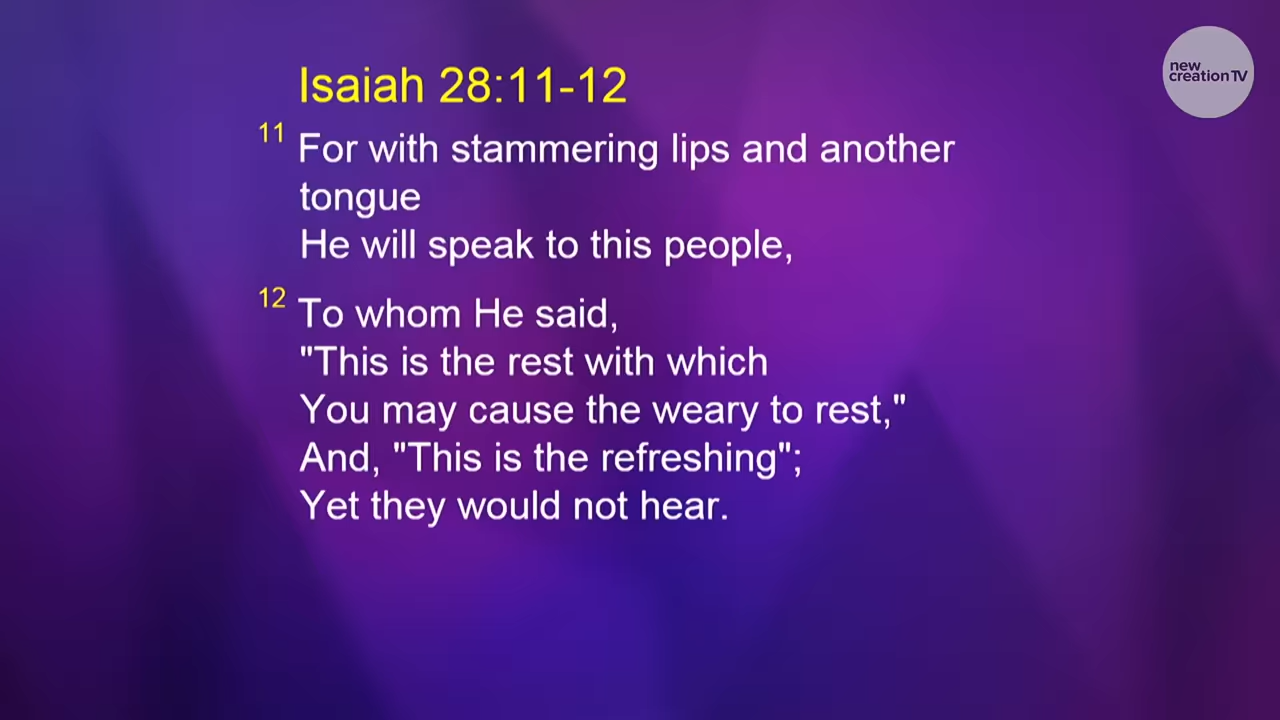 new
creation TV
Isaiah 28:11-12
11 For with stammering lips and another
tongue
He will speak to this people,
12 To whom He said,
"This is the rest with which
You may cause the weary to rest,"
And, "This is the refreshing";
Yet they would not hear.